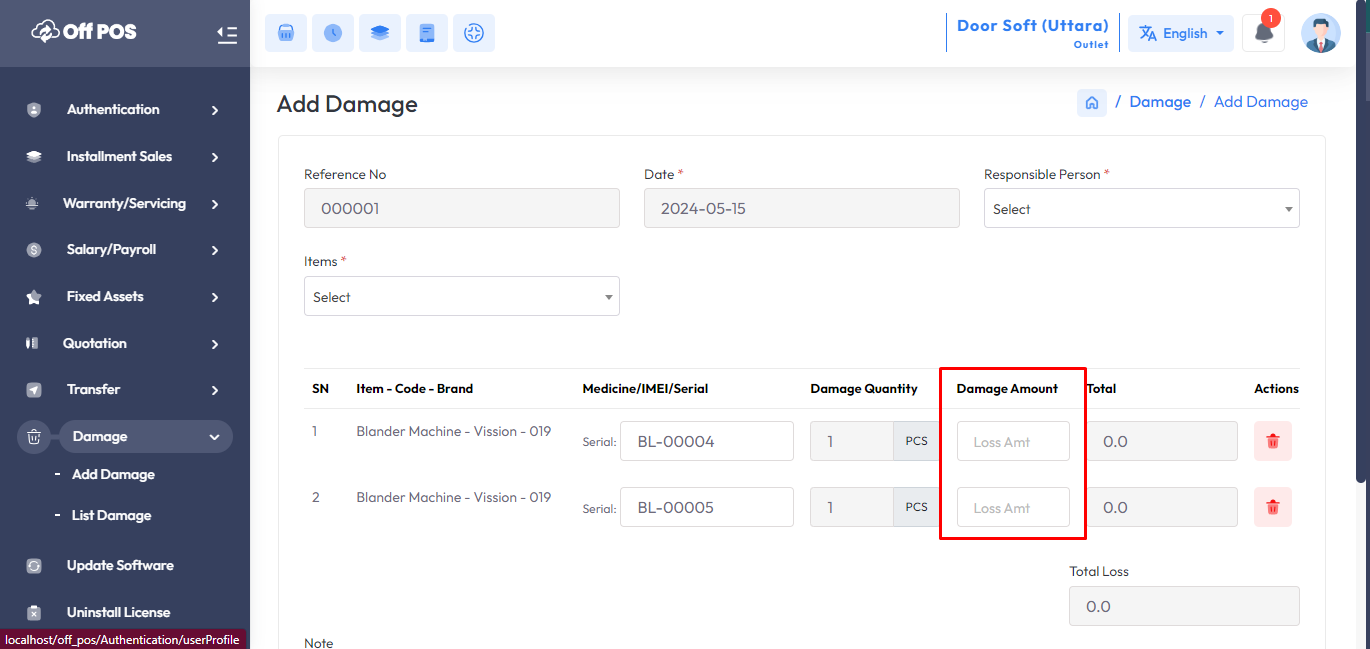 Off POS
Door Soft (Uttara)
Outlet
English
1
Authentication
Installment Sales
Warranty/Servicing
Salary/Payroll
Fixed Assets
Quotation
Transfer
Damage
- Add Damage
- List Damage
Update Software
Uninstall License
localhost/off_pos/Authentication/userProfile
Add Damage
/ Damage / Add Damage
Reference No Date * Responsible Person *
000001 2024-05-15 Select
Items *
Select
SN Item - Code - Brand Medicine/IMEI/Serial Damage Quantity Damage Amount Total Actions
1 Blander Machine - Vission - 019 Serial: BL-00004 1 PCS Loss Amt 0.0
2 Blander Machine - Vission - 019 Serial: BL-00005 1 PCS Loss Amt 0.0
Total Loss
0.0
Note